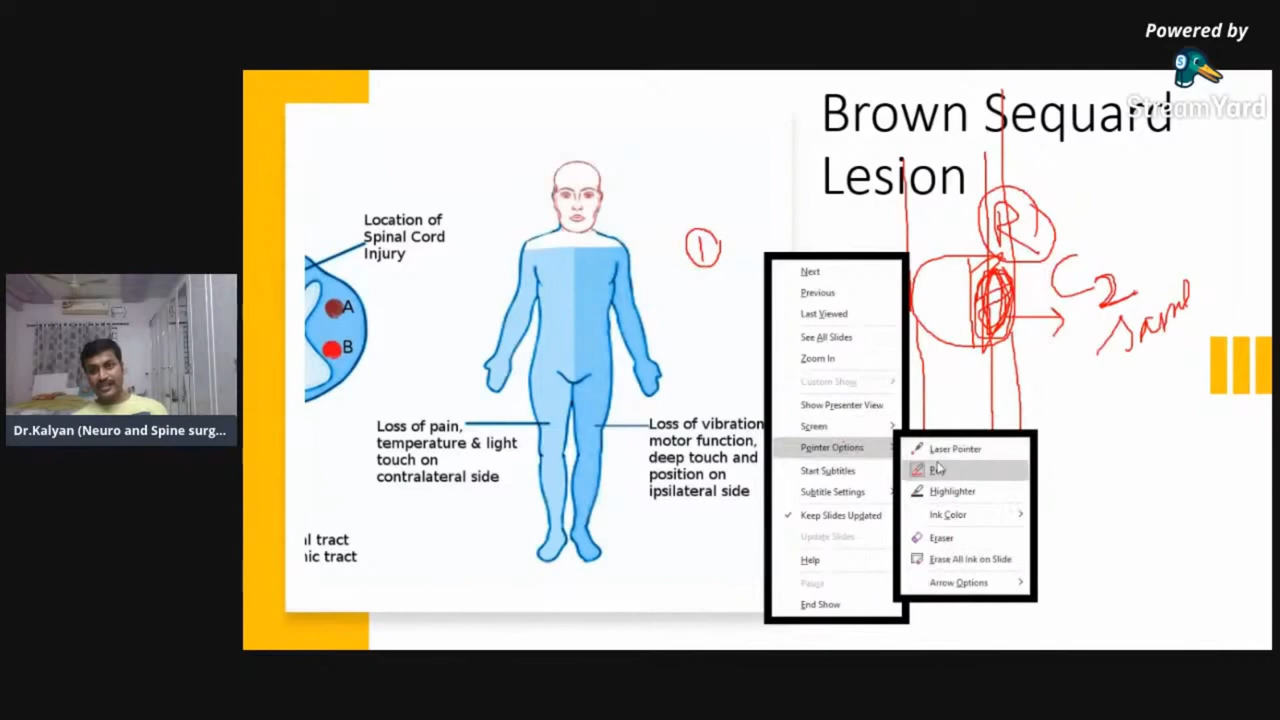 Powered by
StreamYard
Brown Sequard
Lesion
Location of
Spinal Cord
Injury
A
B
1
R
C2
Loss of pain,
temperature & light
touch on
contralateral side
Loss of vibration
motor function,
deep touch and
position on
ipsilateral side
l tract
ic tract
Next
Previous
Last Viewed
See All Slides
Zoom In
Custom Show
Show Presenter View
Screen
Pointer Options
Start Subtitles
Subtitle Settings
Keep Slides Updated
Update Slides
Help
Pause
End Show
Laser Pointer
Pen
Highlighter
Ink Color
Eraser
Erase All Ink on Slide
Arrow Options
Dr.Kalyan (Neuro and Spine surg...